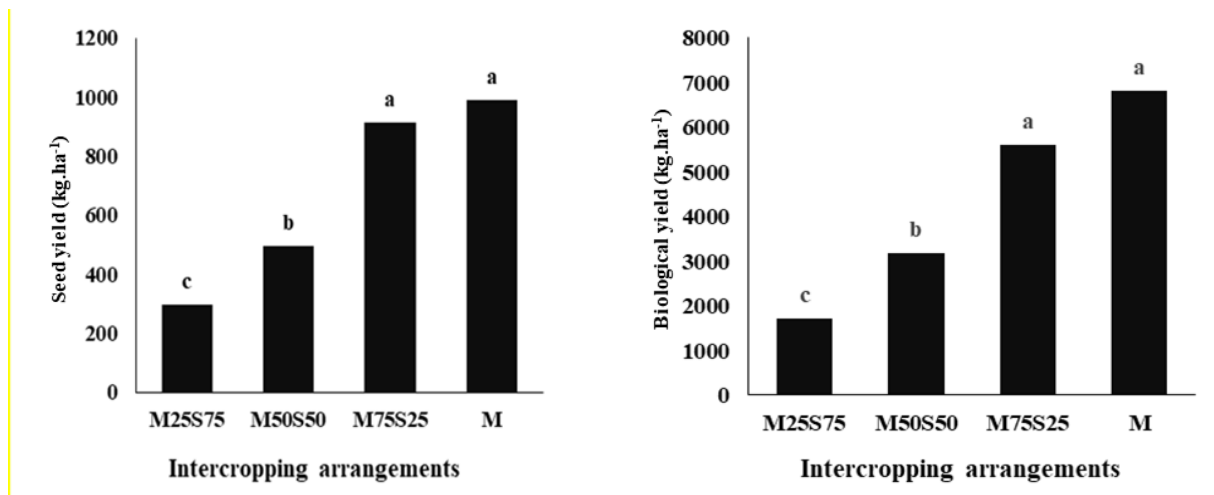 Seed yield (kg.ha-1)
1200
1000
800
600
400
200
0
a
a
b
c
M25S75 M50S50 M75S25 M
Intercropping arrangements
Biological yield (kg.ha-1)
8000
7000
6000
5000
4000
3000
2000
1000
0
a
a
b
c
M25S75 M50S50 M75S25 M
Intercropping arrangements